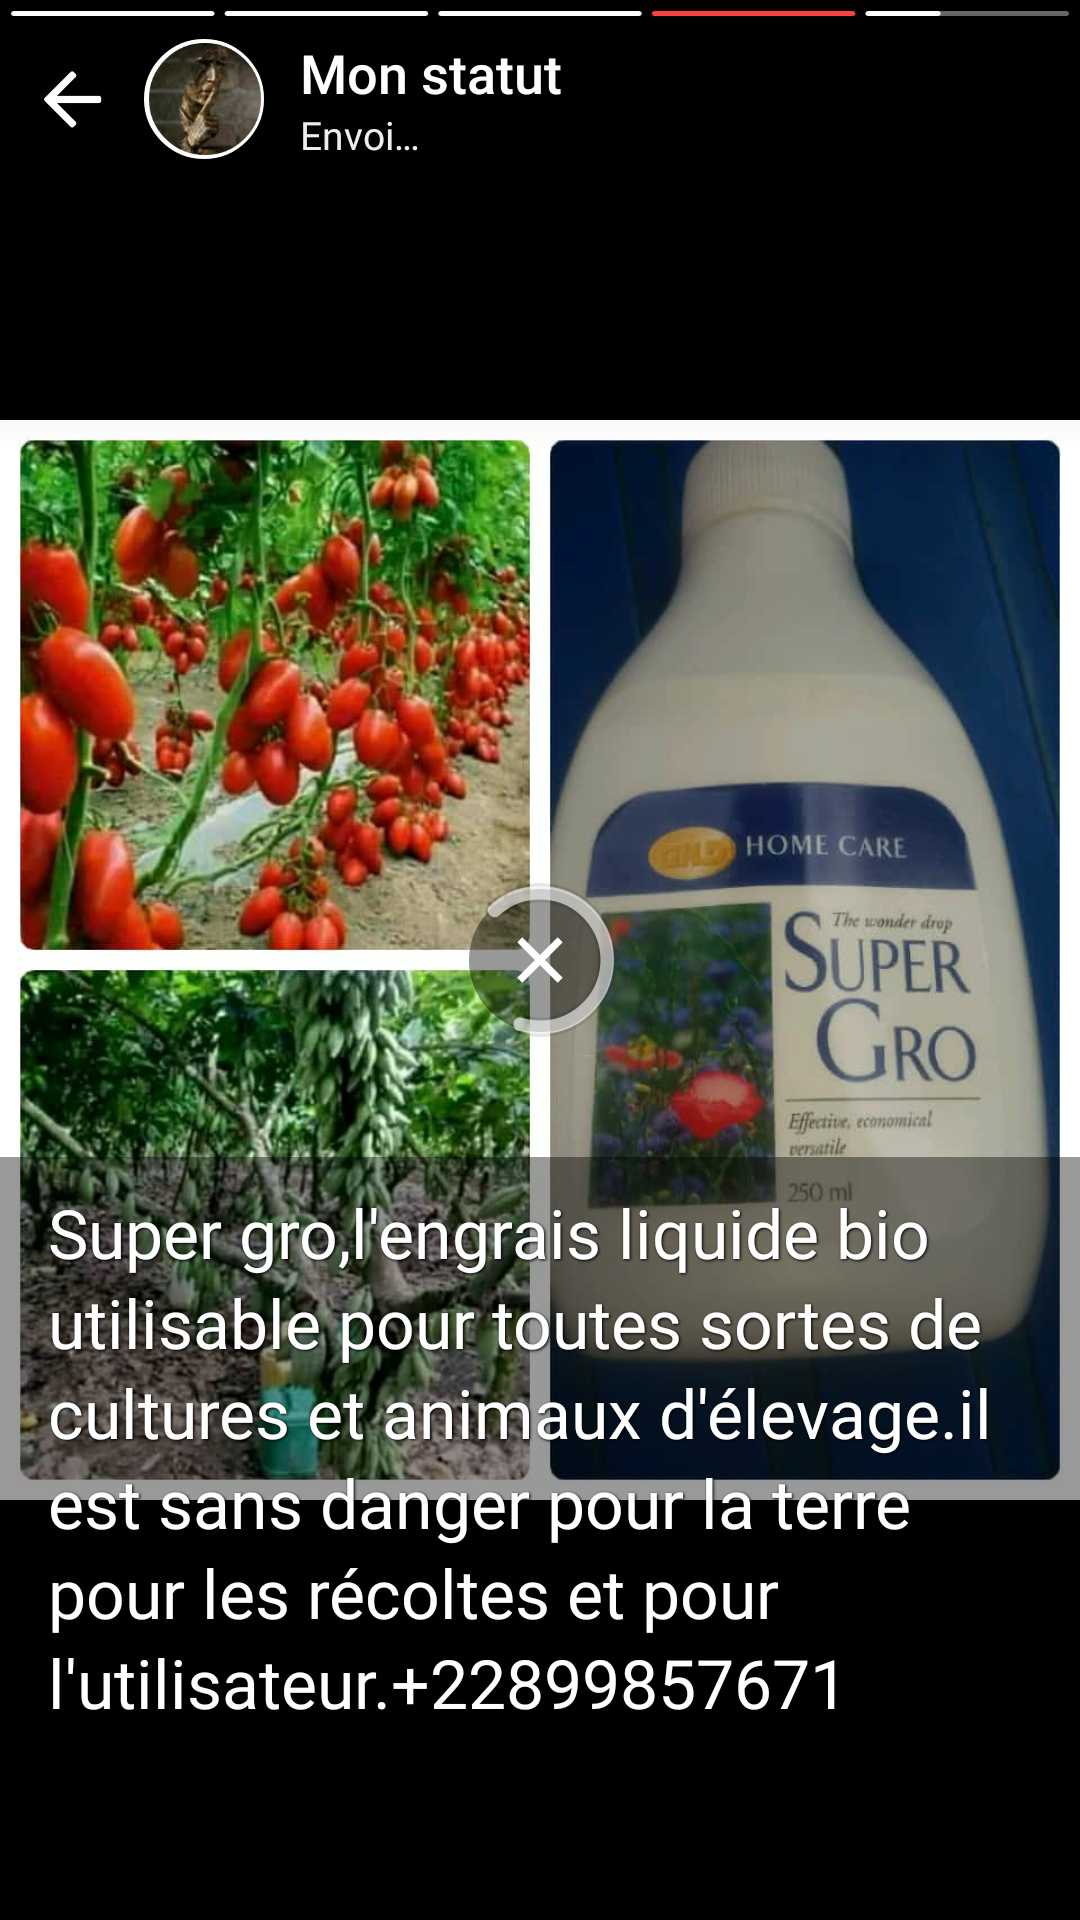 Mon statut
Envoi…
GNLD HOME CARE
The wonder drop
SUPER
GRO
Effective, economical
versatile
250 ml
Super gro,l'engrais liquide bio
utilisable pour toutes sortes de
cultures et animaux d'élevage.il
est sans danger pour la terre
pour les récoltes et pour
l'utilisateur.+22899857671